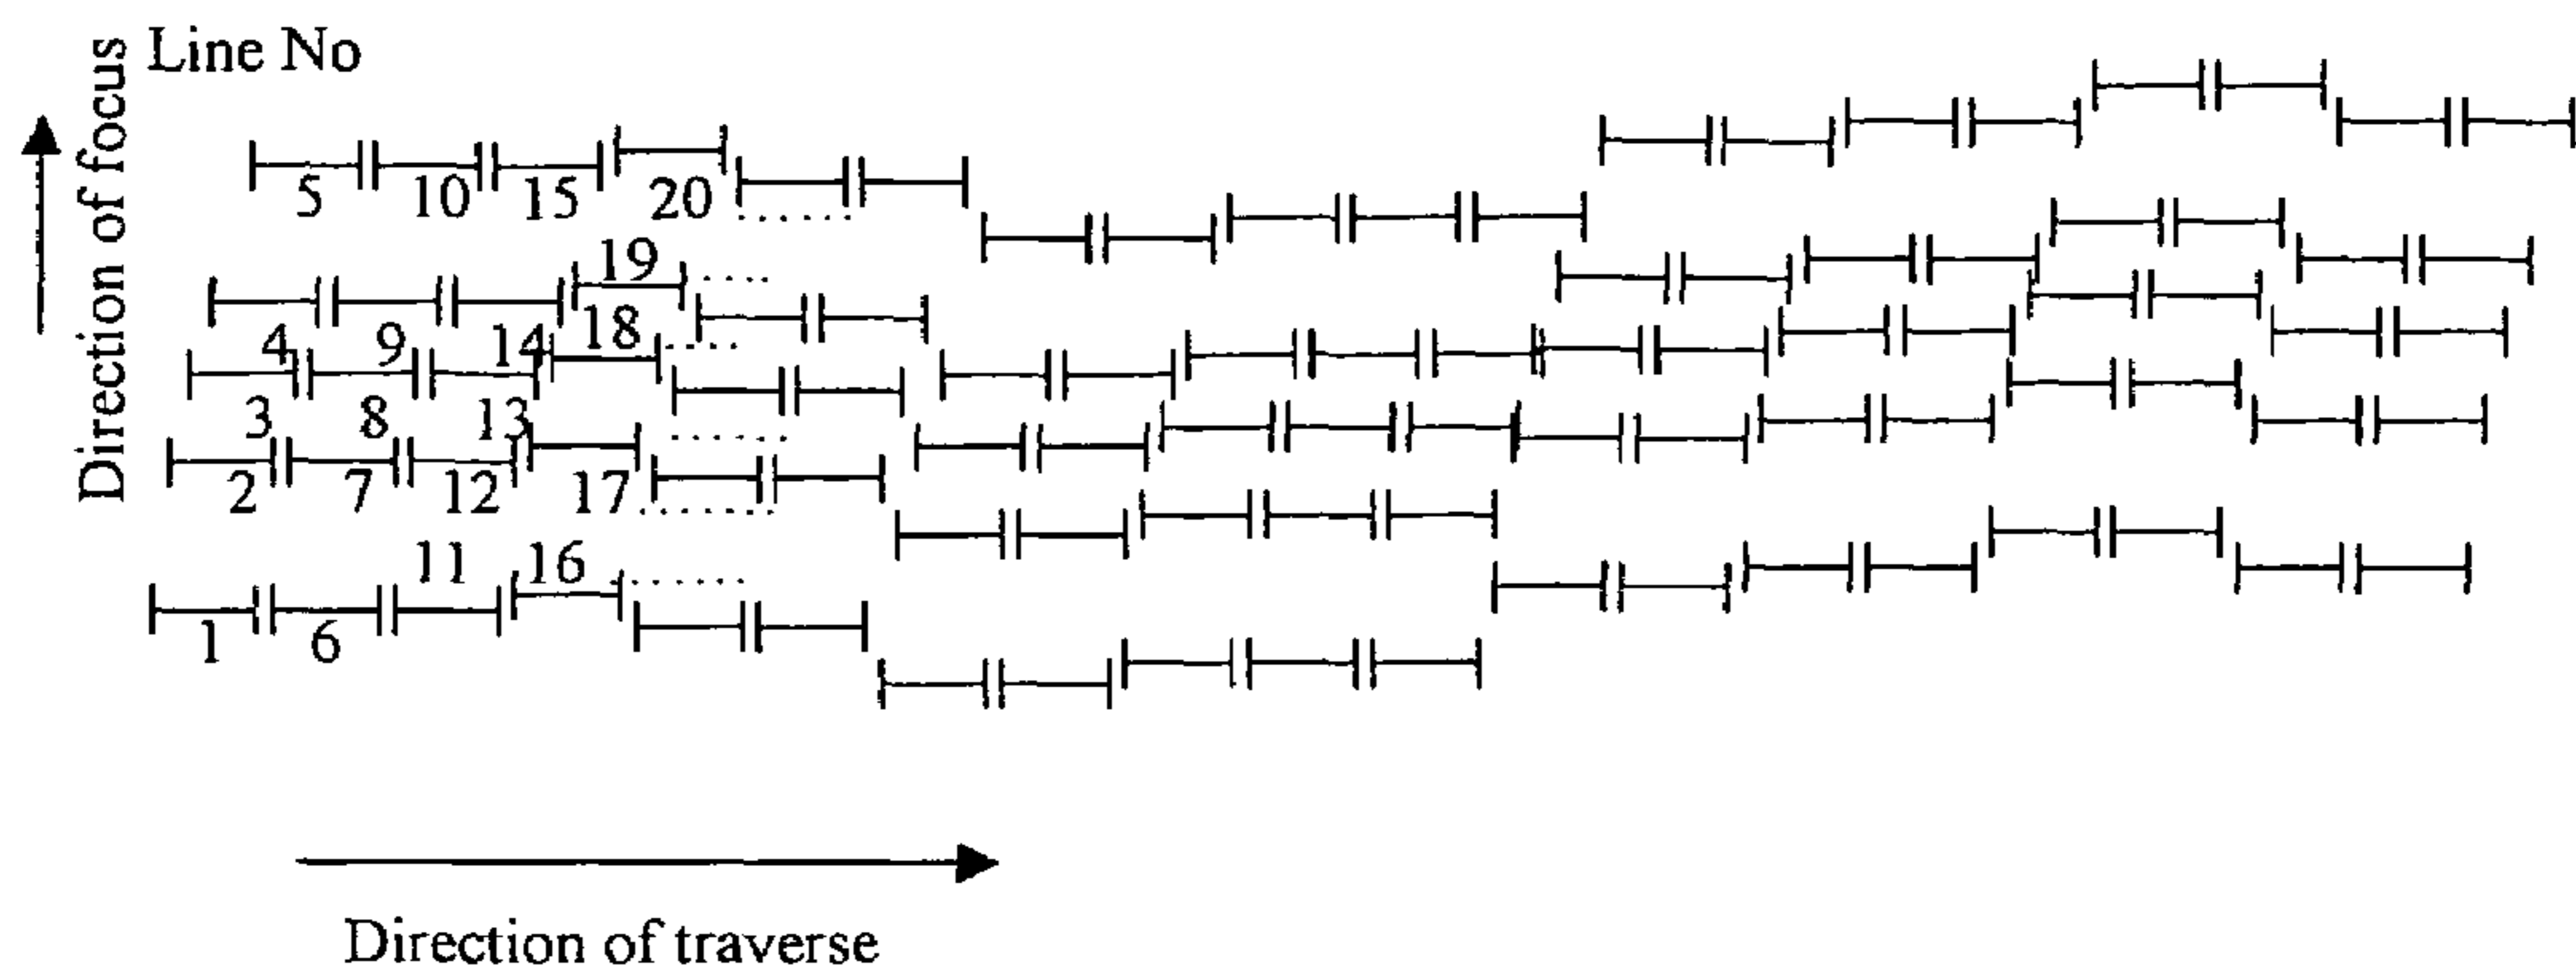 Line No
Direction of focus
5 10 15 20
19
4 9 14 18
3 8 13
2 7 12 17
11 16
1 6
Direction of traverse